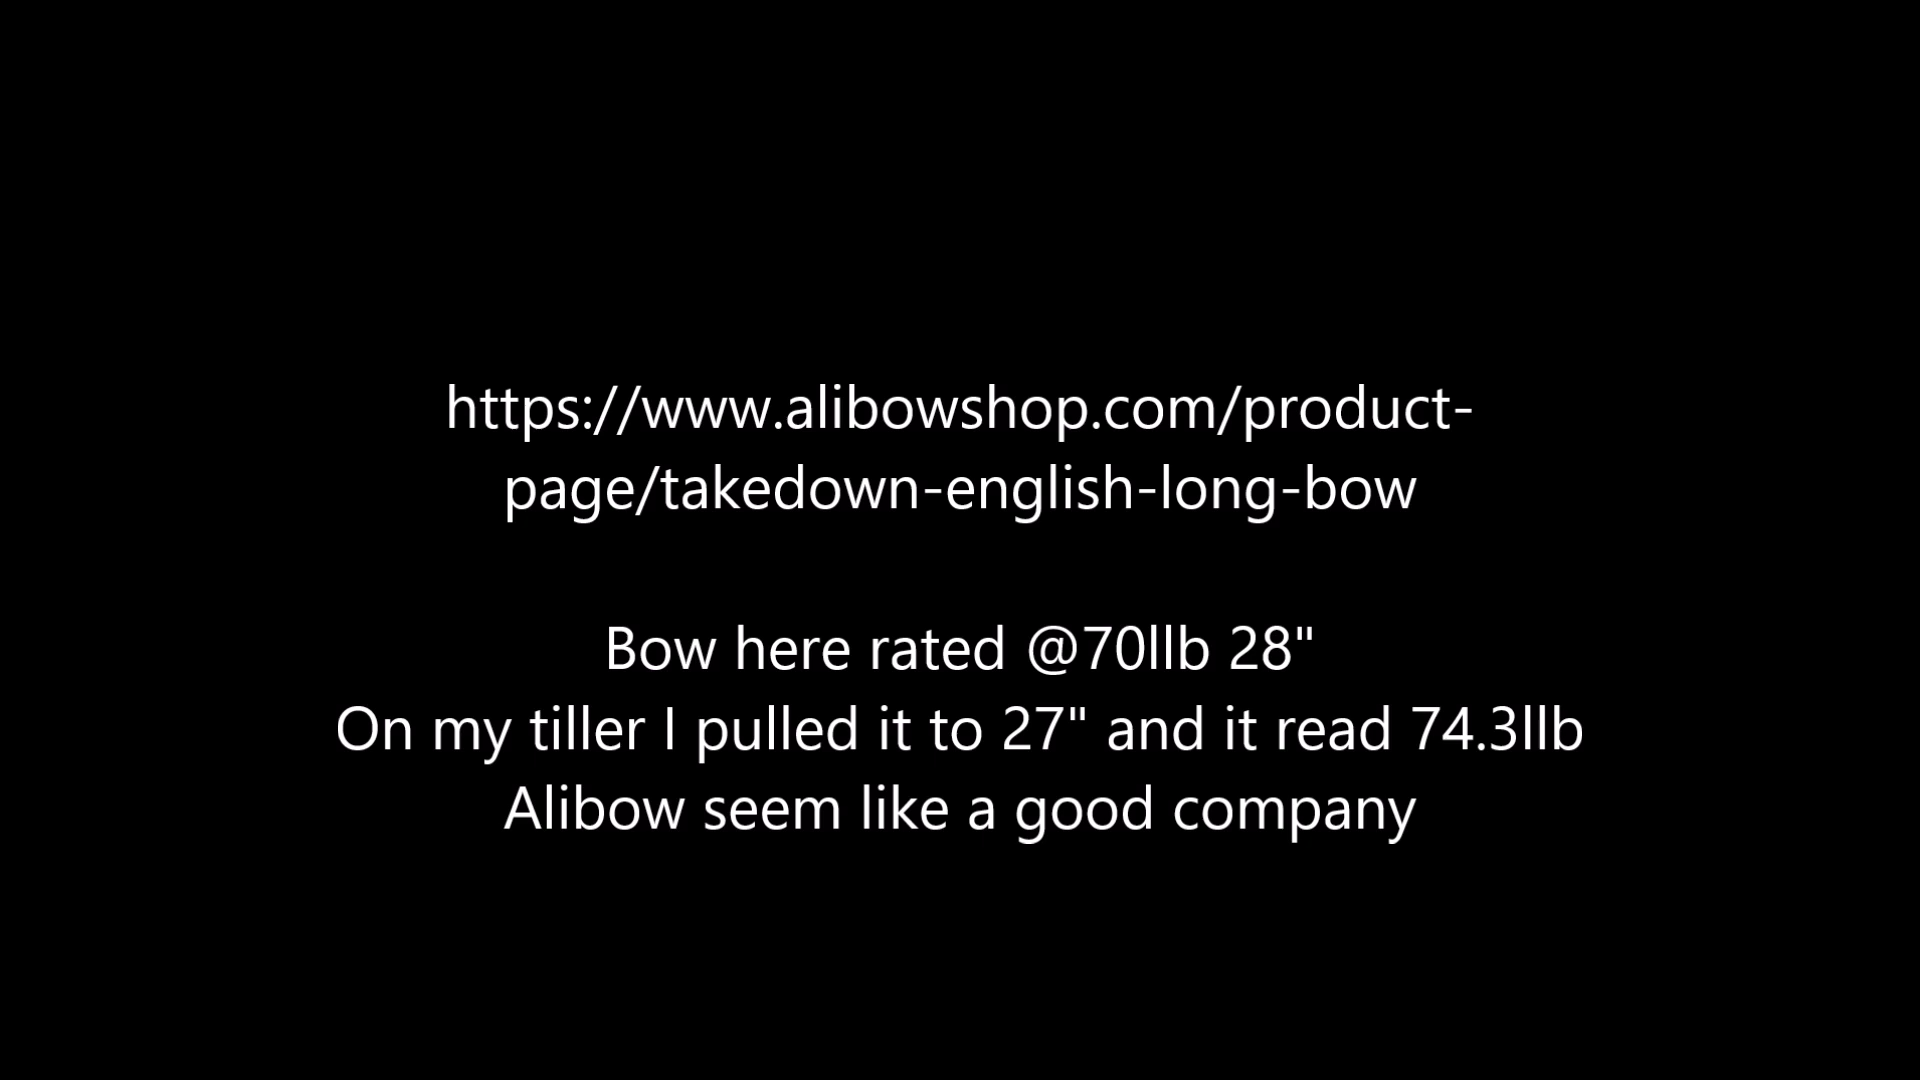 https://www.alibowshop.com/product-
page/takedown-english-long-bow
Bow here rated @70llb 28"
On my tiller I pulled it to 27" and it read 74.3llb
Alibow seem like a good company